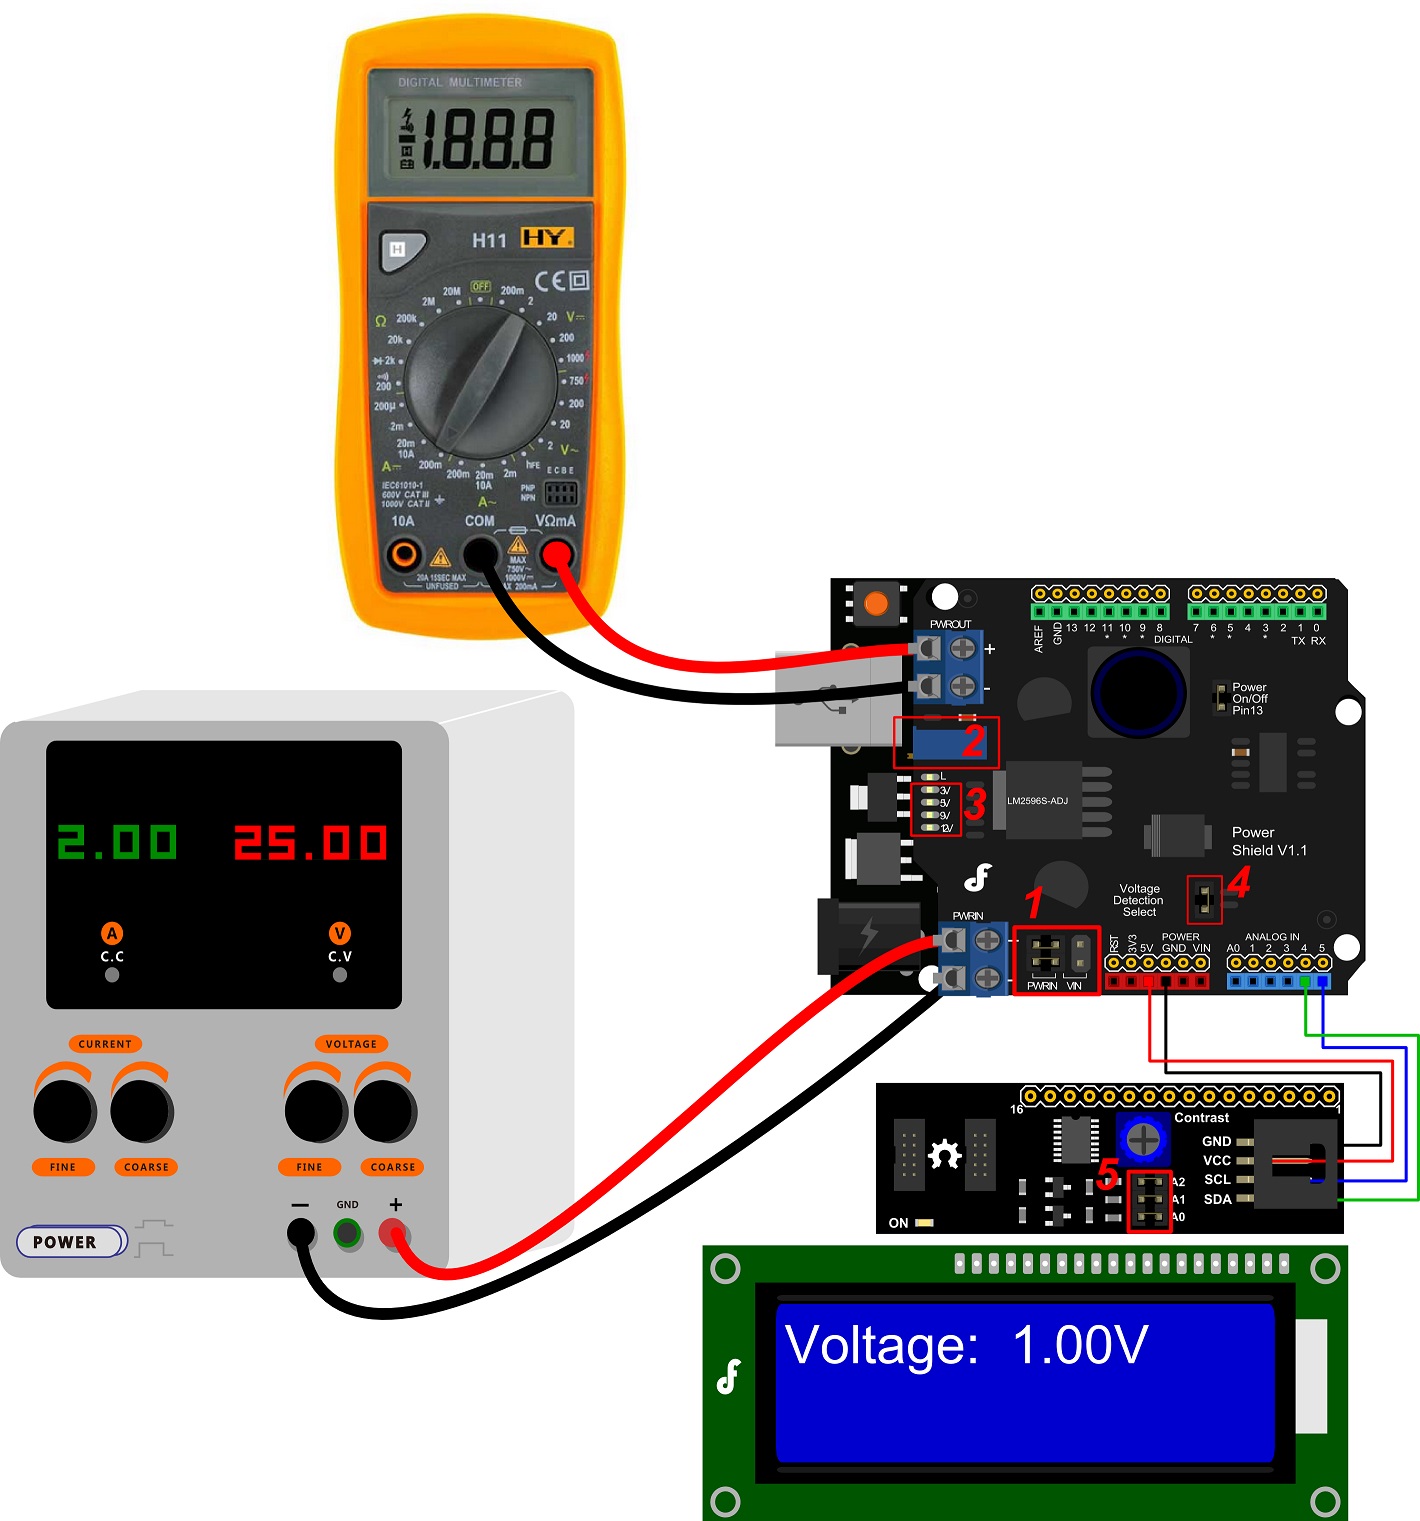 DIGITAL MULTIMETER
1.8.8.8
H
H11 HY
CE
OFF
20M 200m
2M 2
Ω 200k 20 V
20k 200
2k 1000
200 750
200µ 200
2m 20
20m
10A 2 V~
A 200m 200m 20m 2m hFE
10A
E C B E
A~
PNP
NPN
IEC61010-1
600V CAT III
1000V CAT II
10A COM VΩmA
MAX
750V~
1000V
MAX 200mA
20A 15SEC MAX
UNFUSED
2.00 25.00
A V
C.C C.V
CURRENT VOLTAGE
FINE COARSE FINE COARSE
− GND +
POWER
PWROUT
+
-
AREF GND 13 12 11 10 9 8
* * *
DIGITAL
7 6 5 4 3 2 1 0
* * *
TX RX
Power
On/Off
Pin13
2
L
3V
5V
9V
12V
3
LM2596S-ADJ
Power
Shield V1.1
Voltage
Detection
Select
4
1
PWRIN
PWRIN VIN
RST 3V3 5V POWER GND VIN
ANALOG IN
A0 1 2 3 4 5
16 1
Contrast
GND
VCC
SCL
SDA
5
A2
A1
A0
ON
Voltage: 1.00V